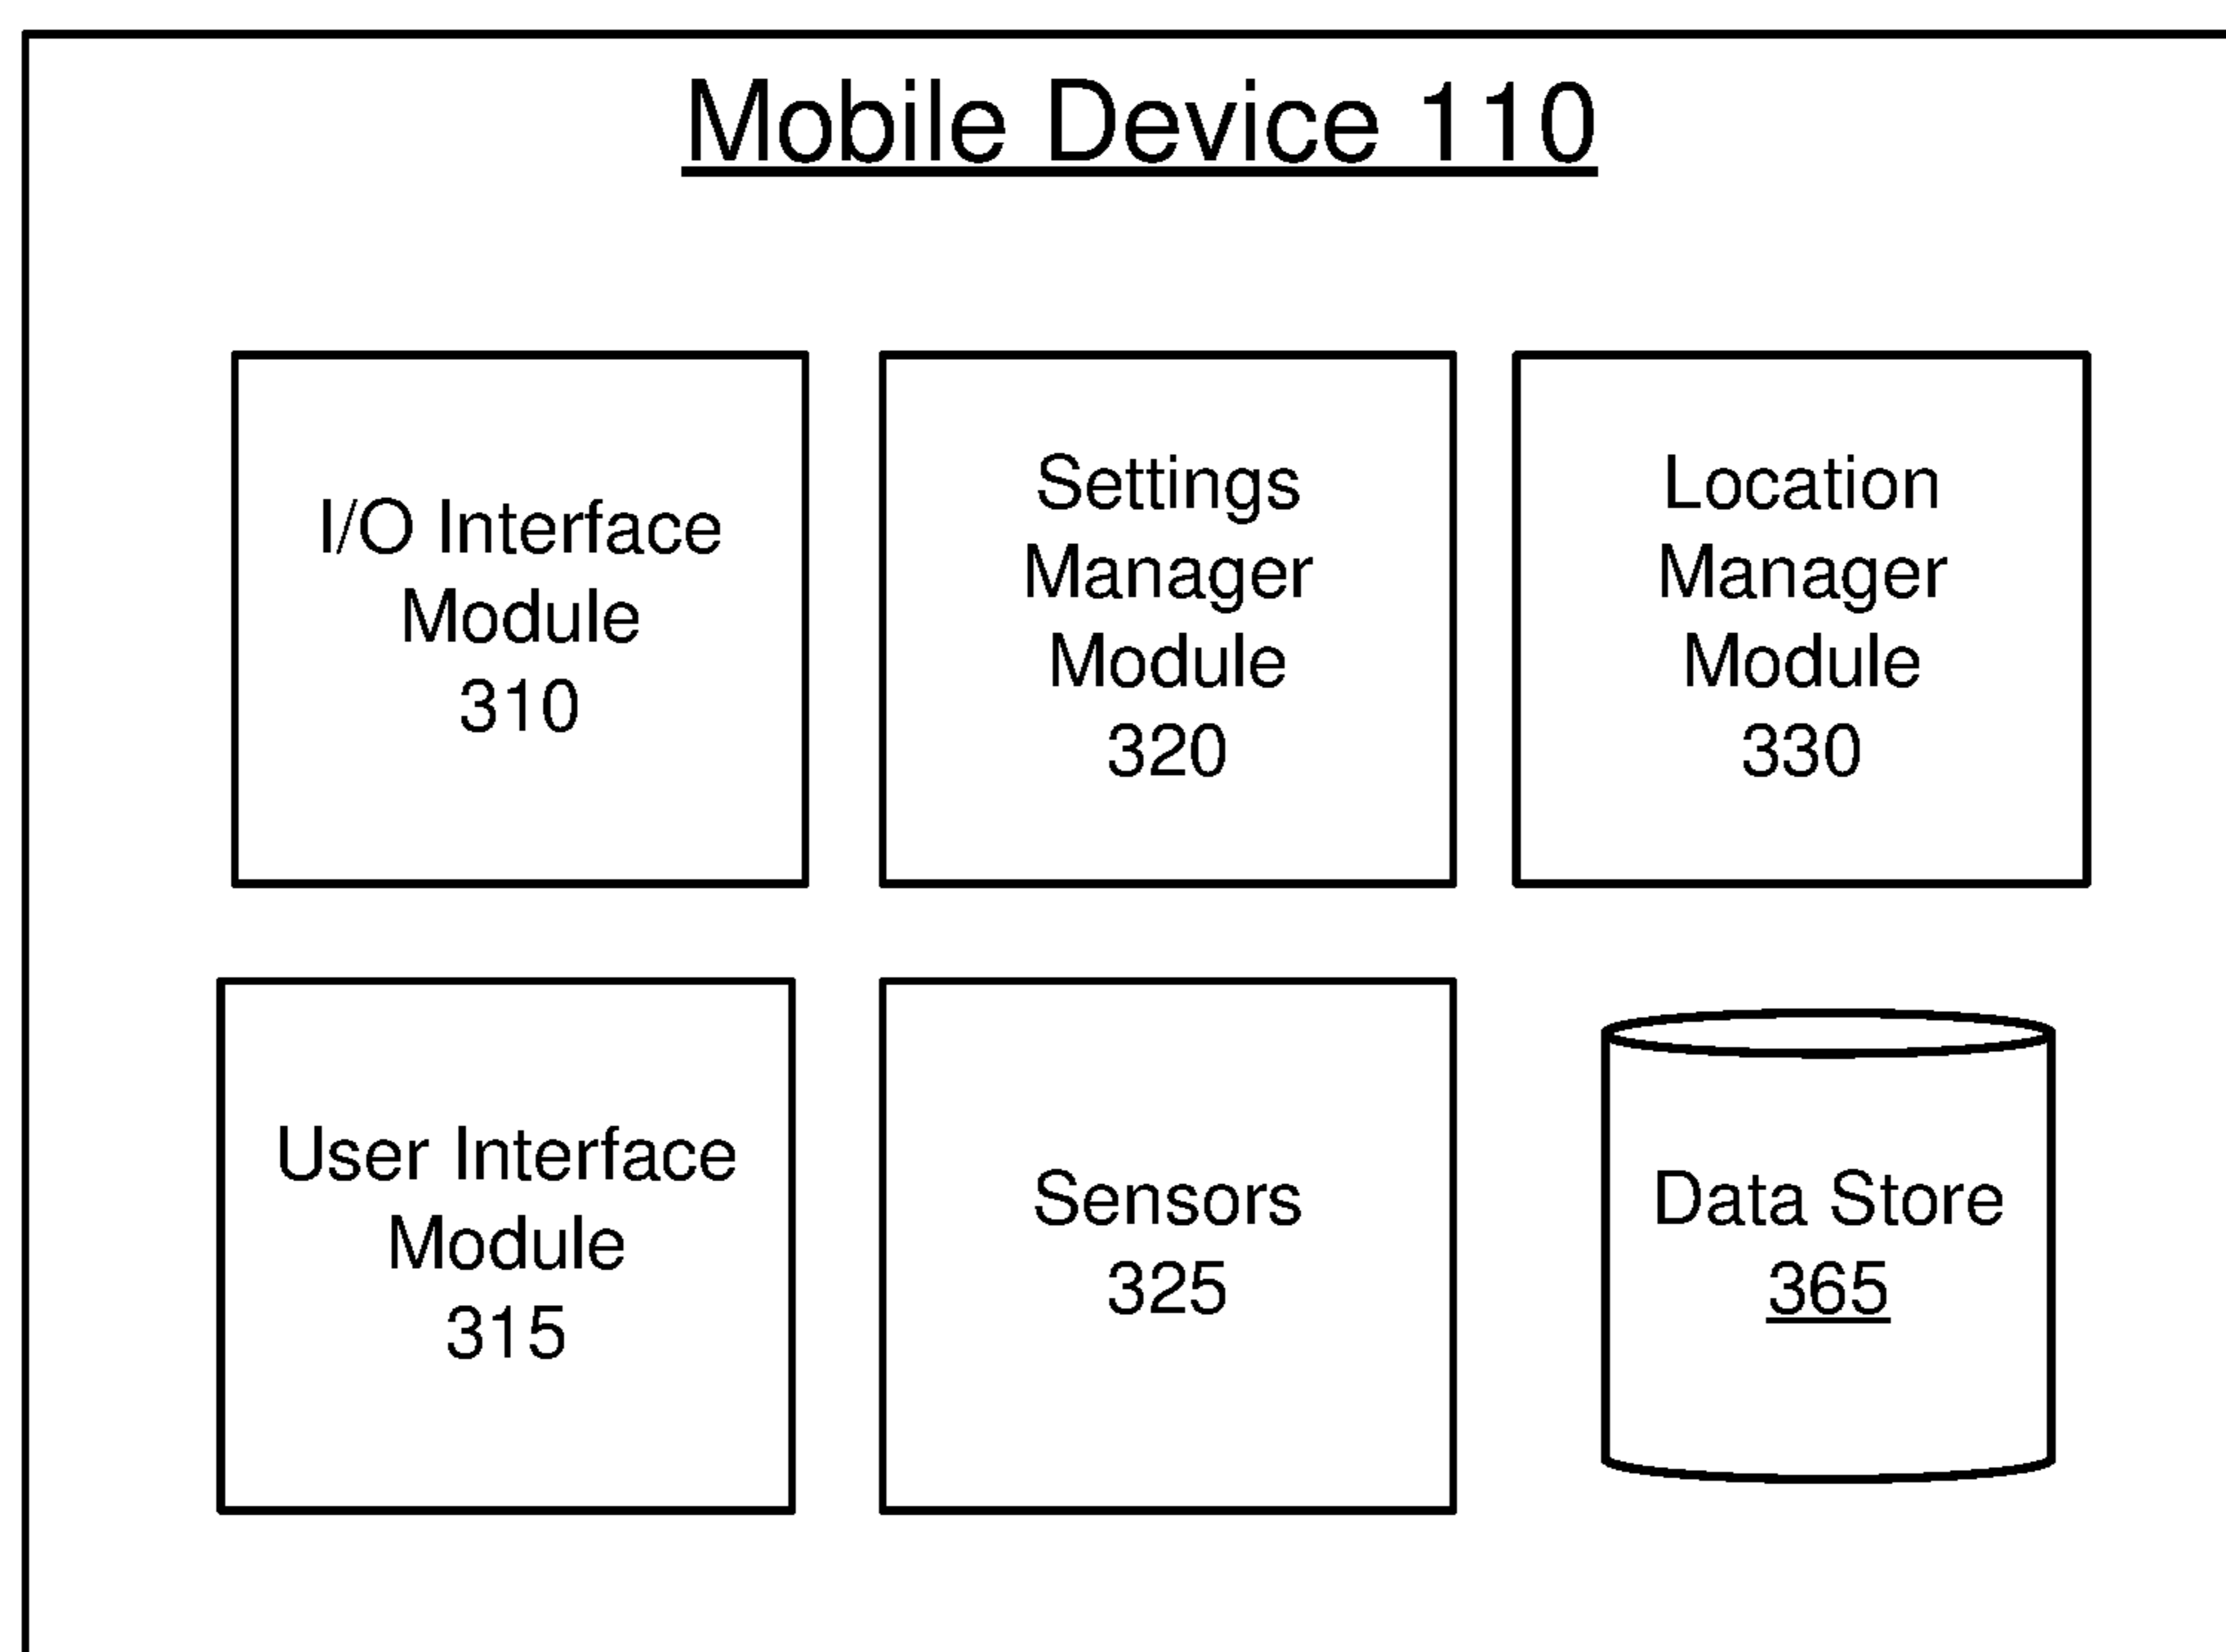 Mobile Device 110
I/O Interface
Module
310
Settings
Manager
Module
320
Location
Manager
Module
330
User Interface
Module
315
Sensors
325
Data Store
365